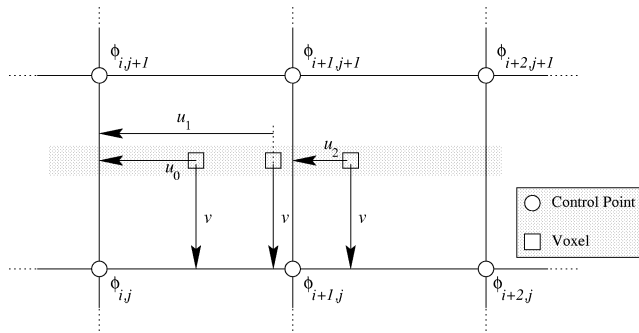 ϕi,j+1 ϕi+1,j+1 ϕi+2,j+1
u1
u0 u2
v v v
Control Point
Voxel
ϕi,j ϕi+1,j ϕi+2,j